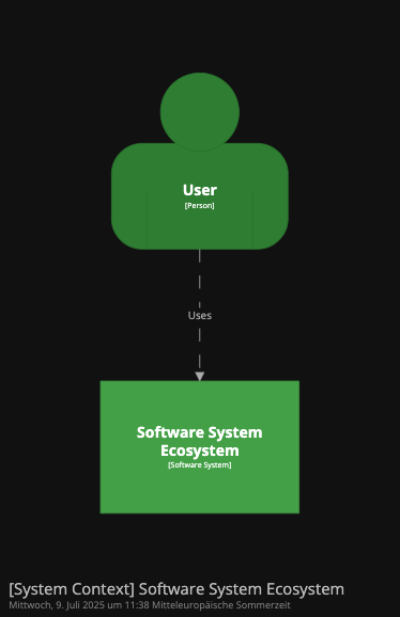 User
[Person]
Uses
Software System
Ecosystem
[Software System]
[System Context] Software System Ecosystem
Mittwoch, 9. Juli 2025 um 11:38 Mitteleuropäische Sommerzeit